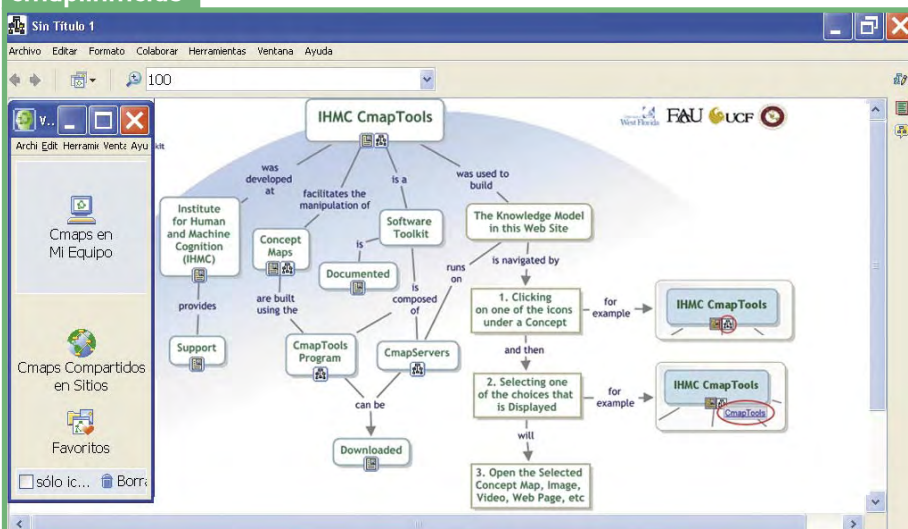 Sin Título 1
Archivo Editar Formato Colaborar Herramientas Ventana Ayuda
100
V..
Archi Edit Herrami Venta Ayu
Cmaps en
Mi Equipo
Cmaps Compartidos
en Sitios
Favoritos
sólo ic... Borra
IHMC CmapTools
West Florida FAU UCF
was
developed
at
facilitates the
manipulation of
is a
was used to
build
Institute
for Human
and Machine
Cognition
(IHMC)
Concept
Maps
Software
Toolkit
The Knowledge Model
in this Web Site
is
Documented
runs
on
is navigated by
provides
are built
using the
is
composed
of
1. Clicking
on one of the icons
under a Concept
for
example
IHMC CmapTools
Support
CmapTools
Program
CmapServers
and then
2. Selecting one
of the choices that
is Displayed
for
example
IHMC CmapTools
CmapTools
can be
Downloaded
will
3. Open the Selected
Concept Map, Image,
Video, Web Page, etc